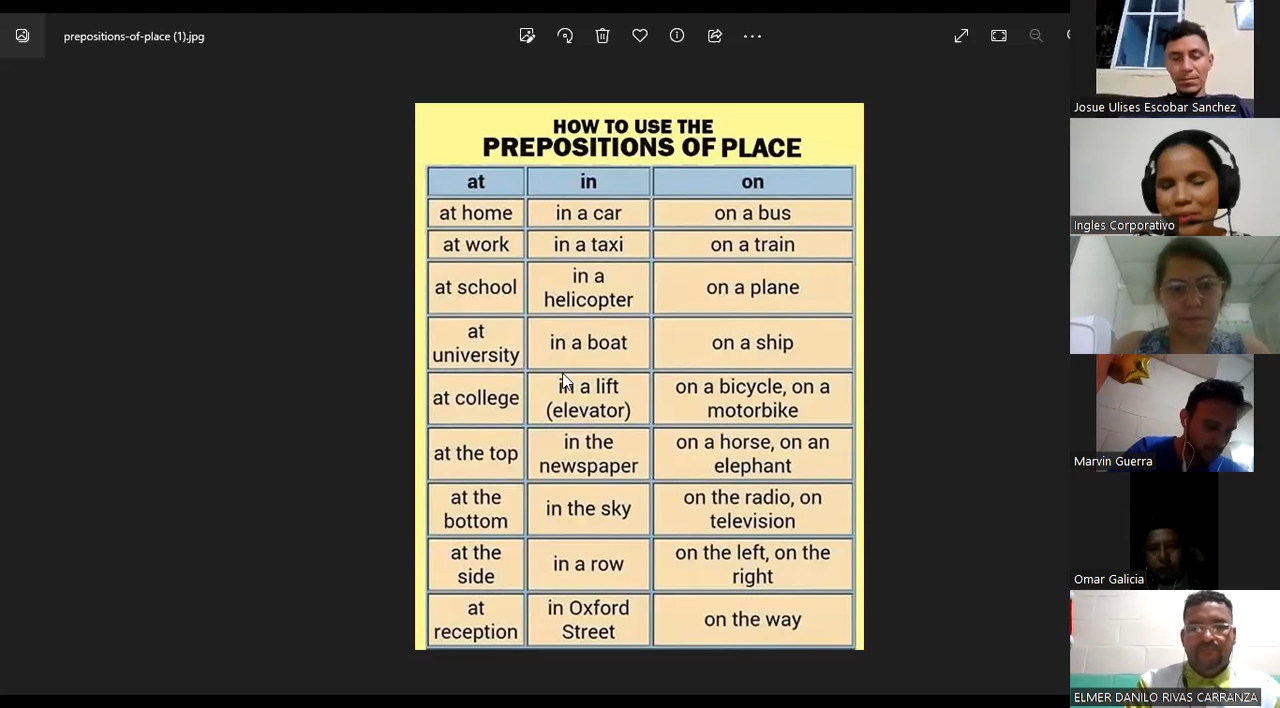 prepositions-of-place (1).jpg
HOW TO USE THE
PREPOSITIONS OF PLACE
at in on
at home in a car on a bus
at work in a taxi on a train
at school in a helicopter on a plane
at university in a boat on a ship
at college in a lift (elevator) on a bicycle, on a motorbike
at the top in the newspaper on a horse, on an elephant
at the bottom in the sky on the radio, on television
at the side in a row on the left, on the right
at reception in Oxford Street on the way
Josue Ulises Escobar Sanchez
Ingles Corporativo
Marvin Guerra
Omar Galicia
ELMER DANILO RIVAS CARRANZA